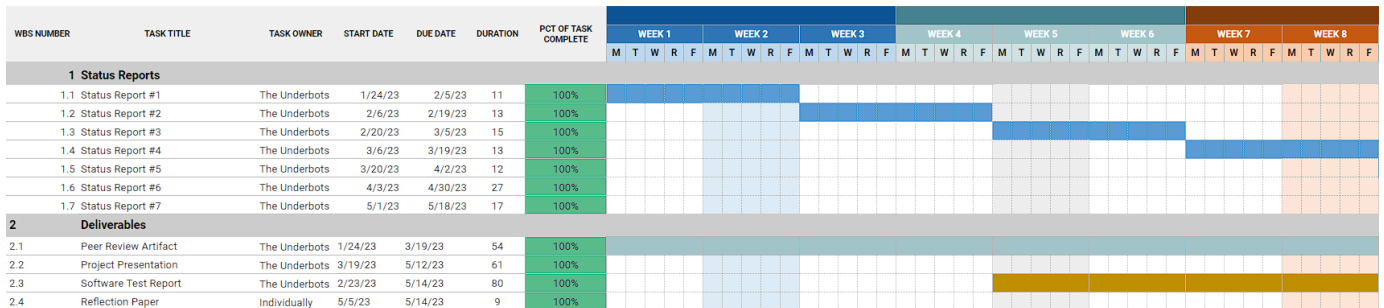 WBS NUMBER TASK TITLE TASK OWNER START DATE DUE DATE DURATION PCT OF TASK COMPLETE WEEK 1 WEEK 2 WEEK 3 WEEK 4 WEEK 5 WEEK 6 WEEK 7 WEEK 8
M T W R F M T W R F M T W R F M T W R F M T W R F M T W R F M T W R F M T W R F
1 Status Reports
1.1 Status Report #1 The Underbots 1/24/23 2/5/23 11 100%
1.2 Status Report #2 The Underbots 2/6/23 2/19/23 13 100%
1.3 Status Report #3 The Underbots 2/20/23 3/5/23 15 100%
1.4 Status Report #4 The Underbots 3/6/23 3/19/23 13 100%
1.5 Status Report #5 The Underbots 3/20/23 4/2/23 12 100%
1.6 Status Report #6 The Underbots 4/3/23 4/30/23 27 100%
1.7 Status Report #7 The Underbots 5/1/23 5/18/23 17 100%
2 Deliverables
2.1 Peer Review Artifact The Underbots 1/24/23 3/19/23 54 100%
2.2 Project Presentation The Underbots 3/19/23 5/12/23 61 100%
2.3 Software Test Report The Underbots 2/23/23 5/14/23 80 100%
2.4 Reflection Paper Individually 5/5/23 5/14/23 9 100%